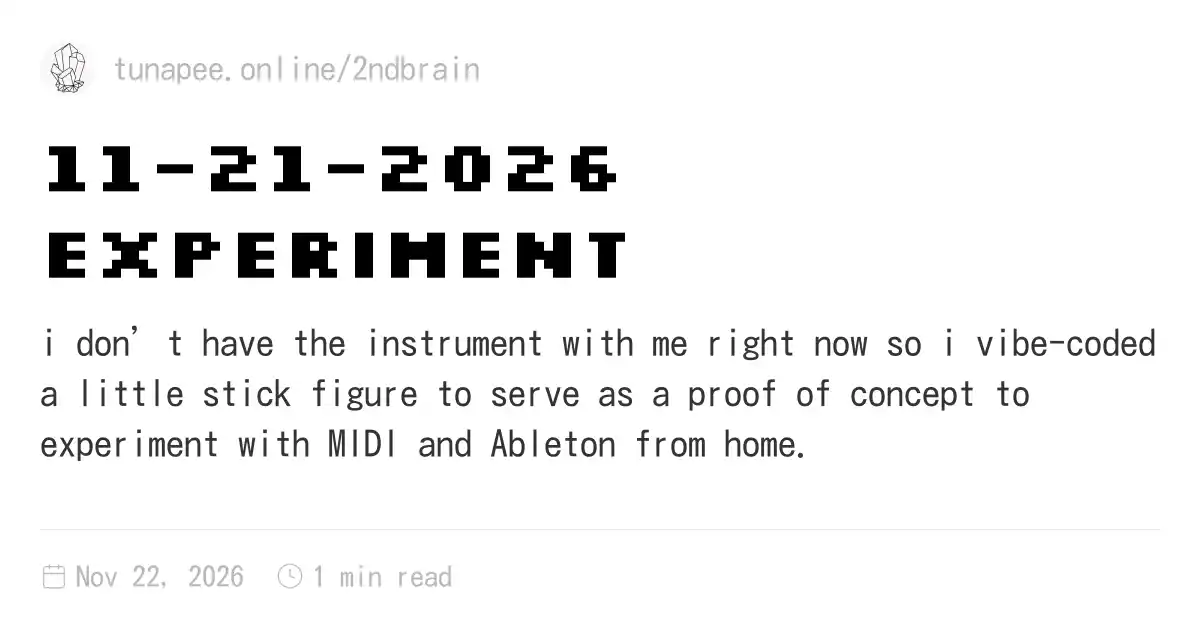 tunapee.online/2ndbrain
11-21-2026
EXPERIMENT
i don’t have the instrument with me right now so i vibe-coded
a little stick figure to serve as a proof of concept to
experiment with MIDI and Ableton from home.
Nov 22, 2026 1 min read